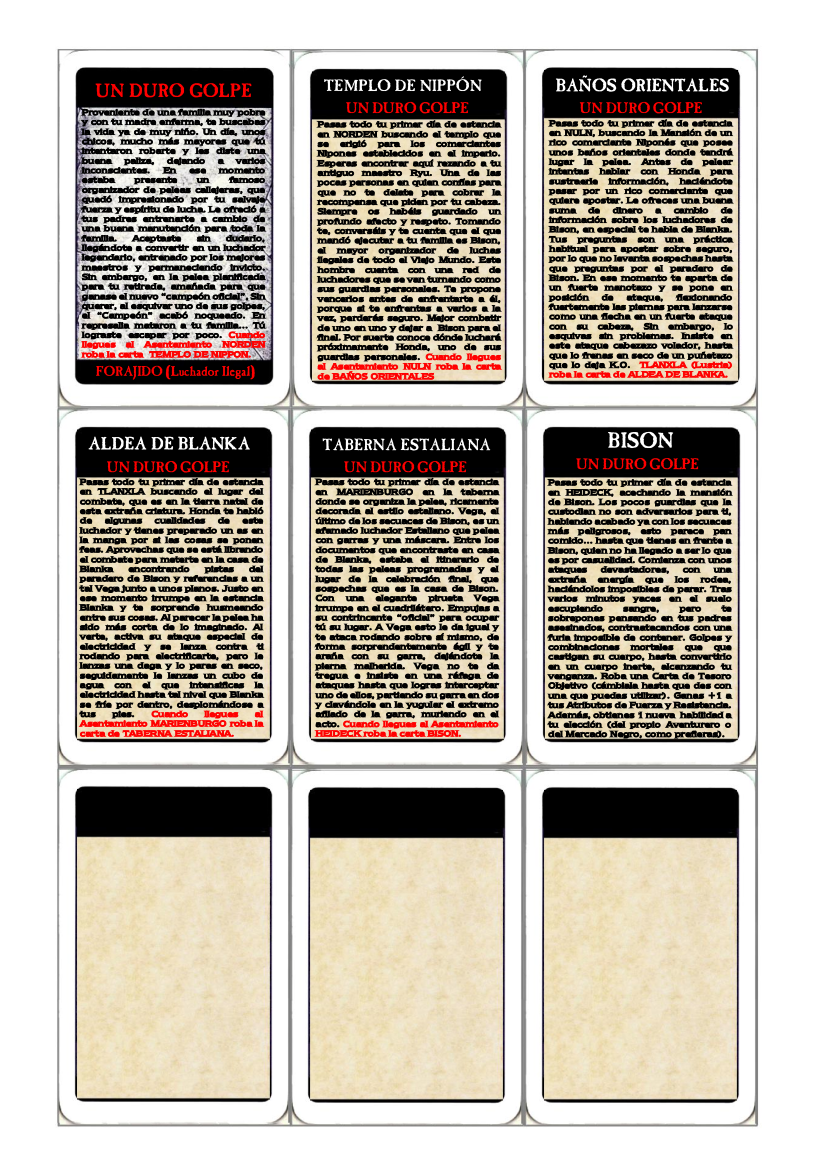 UN DURO GOLPE
Proveniente de una familia muy pobre
y con tu madre enferma, te buscabas
la vida ya de muy niño. Un día, unos
chicos, mucho más mayores que tú
intentaron robarte y les diste una
buena paliza, dejando a varios
inconscientes. En ese momento
estaba presente un famoso
organizador de peleas callejeras, que
quedó impresionado por tu salvaje
fuerza y espíritu de lucha. Le ofreció a
tus padres entrenarte a cambio de
una buena manutención para toda la
familia. Aceptaste sin dudarlo,
llegándote a convertir en un luchador
legendario, entrenado por los mejores
maestros y permaneciendo invicto.
Sin embargo, en la pelea planificada
para tu retirada, amañada para que
ganase el nuevo "campeón oficial", Sin
querer, al esquivar uno de sus golpes,
el "Campeón" acabó noqueado. En
represalia mataron a tu familia... Tú
lograste escapar por poco. Cuando
llegues al Asentamiento NORDEN
roba la carta TEMPLO DE NIPPON.
FORAJIDO (Luchador Ilegal)
TEMPLO DE NIPPÓN
UN DURO GOLPE
Pasas todo tu primer día de estancia
en NORDEN buscando el templo que
se erigió para los comerciantes
Nipones establecidos en el Imperio.
Esperas encontrar aquí rezando a tu
antiguo maestro Ryu. Una de las
pocas personas en quien confías para
que no te delate para cobrar la
recompensa que piden por tu cabeza.
Siempre os habéis guardado un
profundo afecto y respeto. Tomando
te, conversáis y te cuenta que el que
mandó ejecutar a tu familia es Bison,
el mayor organizador de luchas
ilegales de todo el Viejo Mundo. Este
hombre cuenta con una red de
luchadores que se van turnando como
sus guardias personales. Te propone
vencerlos antes de enfrentarte a él,
porque si te enfrentas a varios a la
vez, perderás seguro. Mejor combatir
de uno en uno y dejar a Bison para el
final. Por suerte conoce dónde luchará
próximamente Honda, uno de sus
guardias personales. Cuando llegues
al Asentamiento NULN roba la carta
de BAÑOS ORIENTALES
BAÑOS ORIENTALES
UN DURO GOLPE
Pasas todo tu primer día de estancia
en NULN, buscando la Mansión de un
rico comerciante Niponés que posee
unos baños orientales donde tendrá
lugar la pelea. Antes de pelear
intentas hablar con Honda para
sustraerle información, haciéndote
pasar por un rico comerciante que
quiere apostar. Le ofreces una buena
suma de dinero a cambio de
información sobre los luchadores de
Bison, en especial te habla de Blanka.
Tus preguntas son una práctica
habitual para apostar sobre seguro,
por lo que no levanta sospechas hasta
que preguntas por el paradero de
Bison. En ese momento te aparta de
un fuerte manotazo y se pone en
posición de ataque, flexionando
fuertemente las piernas para lanzarse
como una flecha en un fuerte ataque
con su cabeza, Sin embargo, lo
esquivas sin problemas. Insiste en
este ataque cabezazo volador, hasta
que lo frenas en seco de un puñetazo
que lo deja K.O. TLANXLA (Lustria)
roba la carta de ALDEA DE BLANKA.
ALDEA DE BLANKA
UN DURO GOLPE
Pasas todo tu primer día de estancia
en TLANXLA buscando el lugar del
combate, que es en la tierra natal de
esta extraña criatura. Honda te habló
de algunas cualidades de este
luchador y tienes preparado un as en
la manga por si las cosas se ponen
feas. Aprovechas que se está librando
el combate para meterte en la casa de
Blanka encontrando pistas del
paradero de Bison y referencias a un
tal Vega junto a unos planos. Justo en
ese momento irrumpe en la estancia
Blanka y te sorprende husmeando
entre sus cosas. Al parecer la pelea ha
sido más corta de lo imaginado. Al
verta, activa su ataque especial de
electricidad y se lanza contra ti
rodando para electrificarte, pero le
lanzas una daga y lo paras en seco,
seguidamente le lanzas un cubo de
agua con el que intensificas la
electricidad hasta tal nivel que Blanka
se fríe por dentro, desplomándose a
tus pies. Cuando llegues al
Asentamiento MARIENBURGO roba la
carta de TABERNA ESTALIANA.
TABERNA ESTALIANA
UN DURO GOLPE
Pasas todo tu primer día de estancia
en MARIENBURGO en la taberna
donde se organiza la pelea, ricamente
decorada al estilo estaliano. Vega, el
último de los secuaces de Bison, es un
afamado luchador Estaliano que pelea
con garras y una máscara. Entre los
documentos que encontraste en casa
de Blanka, estaba el itinerario de
todas las peleas programadas y el
lugar de la celebración final, que
sospechas que es la casa de Bison.
Con una elegante pirueta Vega
irrumpe en el cuadrilátero. Empujas a
su contrincante "oficial" para ocupar
tú su lugar. A Vega esto le da igual y
te ataca rodando sobre sí mismo, de
forma sorprendentemente ágil y te
araña con su garra, dejándote la
pierna malherida. Vega no te da
tregua e insiste en una ráfaga de
ataques hasta que logras interceptar
uno de ellos, partiendo su garra en dos
y clavándole en la yugular el extremo
afilado de la garra, muriendo en el
acto. Cuando llegues al Asentamiento
HEIDECK roba la carta BISON.
BISON
UN DURO GOLPE
Pasas todo tu primer día de estancia
en HEIDECK, acechando la mansión
de Bison. Los pocos guardias que la
custodian no son adversarios para ti,
habiendo acabado ya con los secuaces
más peligrosos, esto parece pan
comido... hasta que tienes en frente a
Bison, quien no ha llegado a ser lo que
es por casualidad. Comienza con unos
ataques devastadores, con una
extraña energía que los rodea,
haciéndolos imposibles de parar. Tras
varios minutos yaces en el suelo
escupiendo sangre, pero te
sobrepones pensando en tus padres
asesinados, contraatacandos con una
furia imposible de contener. Golpes y
combinaciones mortales que que
castigan su cuerpo, hasta convertirlo
en un cuerpo inerte, alcanzando tu
venganza. Roba una Carta de Tesoro
Objetivo (cámbiala hasta que des con
una que puedas utilizar). Ganas +1 a
tus Atributos de Fuerza y Resistencia.
Además, obtienes 1 nueva habilidad a
tu elección (del propio Aventurero o
del Mercado Negro, como prefieras).